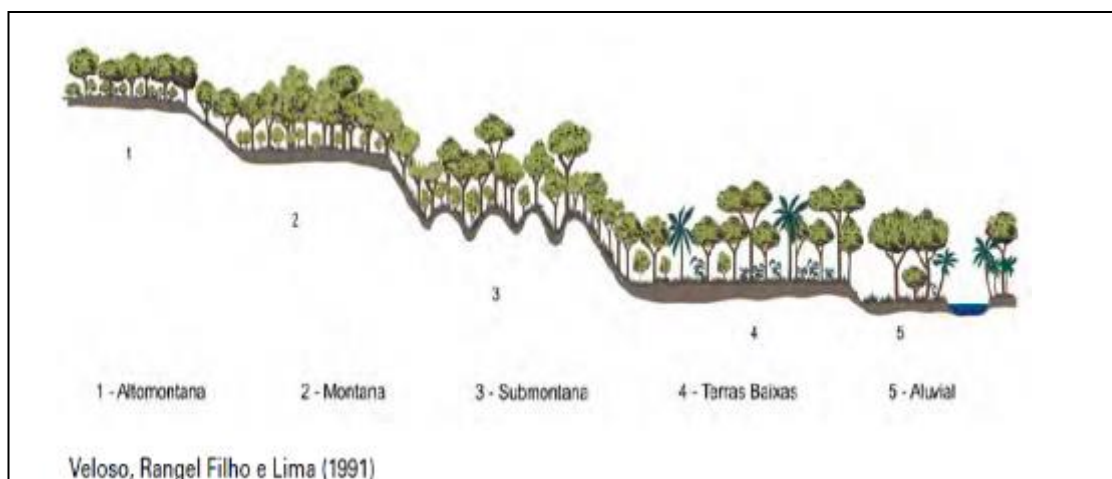 1
2
3
4
5
1 - Altomontana 2 - Montana 3 - Submontana 4 - Terras Baixas 5 - Aluvial
Veloso, Rangel Filho e Lima (1991)